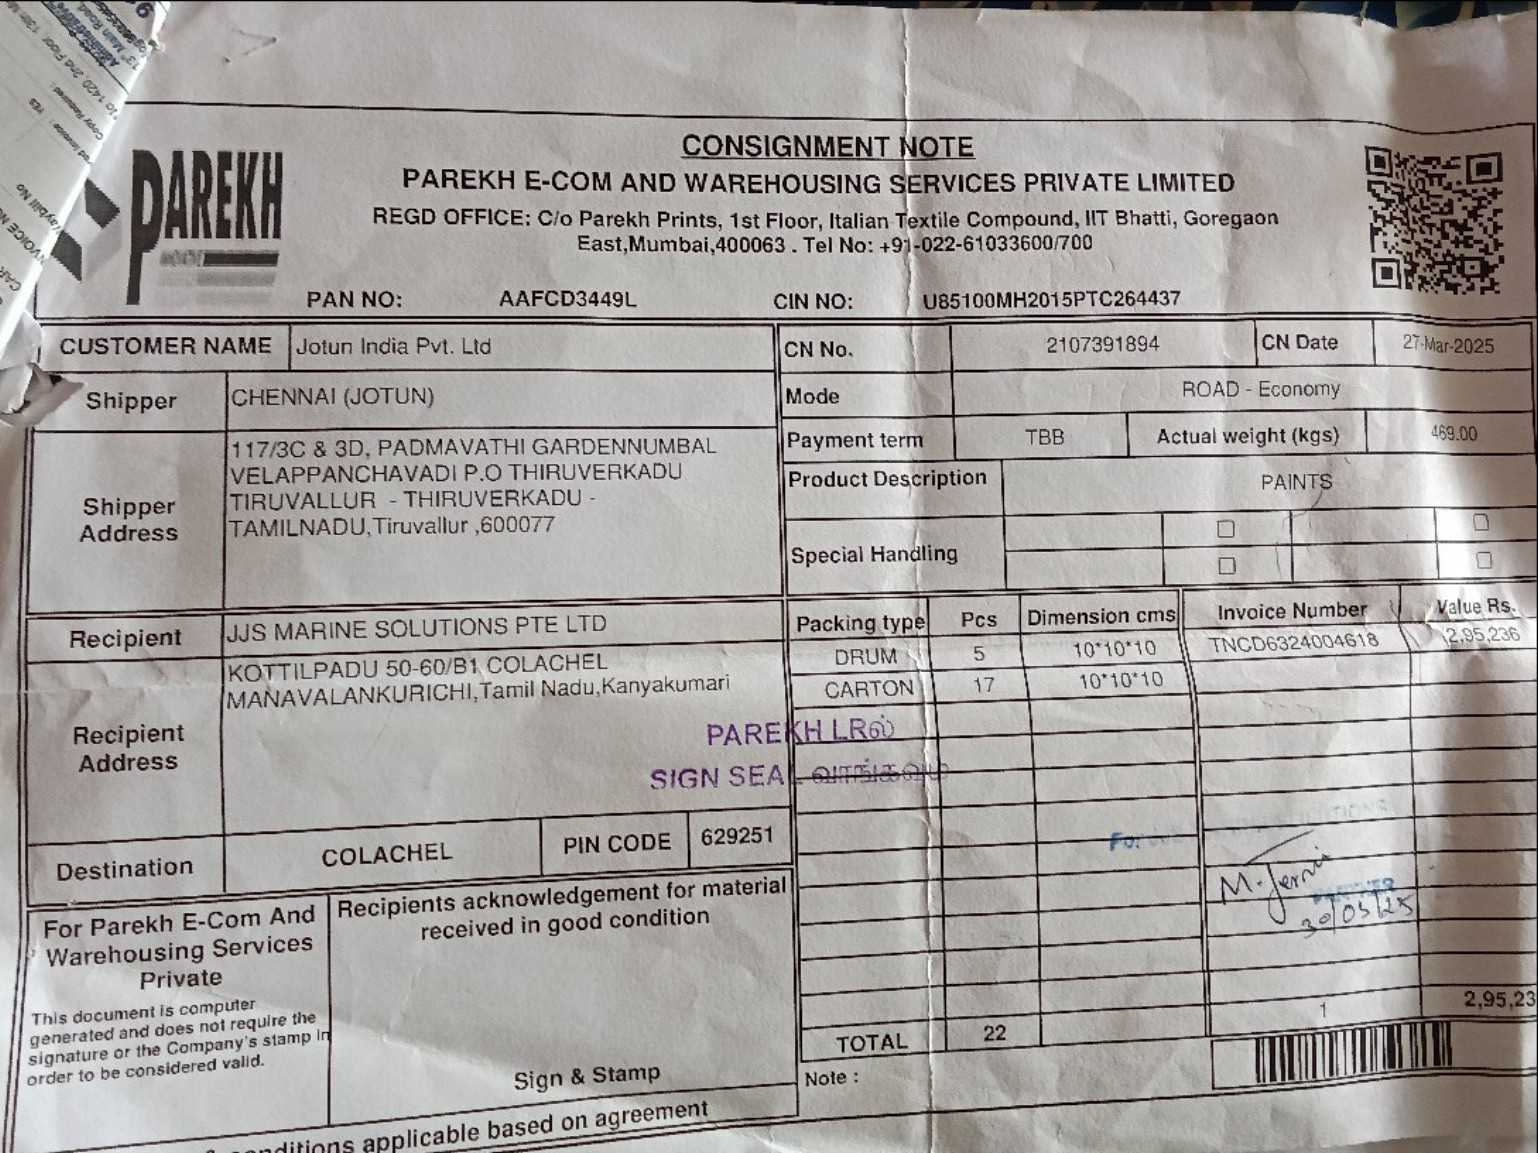 PAREKH
CONSIGNMENT NOTE
PAREKH E-COM AND WAREHOUSING SERVICES PRIVATE LIMITED
REGD OFFICE: C/o Parekh Prints, 1st Floor, Italian Textile Compound, IIT Bhatti, Goregaon
East,Mumbai,400063 . Tel No: +91-022-61033600/700
PAN NO: AAFCD3449L CIN NO: U85100MH2015PTC264437
CUSTOMER NAME Jotun India Pvt. Ltd
CN No. 2107391894 CN Date 27-Mar-2025
Shipper CHENNAI (JOTUN)
Mode ROAD - Economy
Payment term TBB Actual weight (kgs) 469.00
Shipper Address
117/3C & 3D, PADMAVATHI GARDENNUMBAL
VELAPPANCHAVADI P.O THIRUVERKADU
TIRUVALLUR - THIRUVERKADU -
TAMILNADU,Tiruvallur ,600077
Product Description PAINTS
Special Handling
Recipient JJS MARINE SOLUTIONS PTE LTD
Recipient Address
KOTTILPADU 50-60/B1 COLACHEL
MANAVALANKURICHI,Tamil Nadu,Kanyakumari
Packing type Pcs Dimension cms Invoice Number Value Rs.
DRUM 5 10*10*10 TNCD6324004618 2,95,236
CARTON 17 10*10*10
PAREKH LRல்
SIGN SEAL வாங்கவும்
Destination COLACHEL PIN CODE 629251
For
M. Jerni
30/03/25
For Parekh E-Com And
Warehousing Services
Private
This document is computer
generated and does not require the
signature or the Company's stamp in
order to be considered valid.
Recipients acknowledgement for material
received in good condition
Sign & Stamp
TOTAL 22 1 2,95,23
Note :
conditions applicable based on agreement